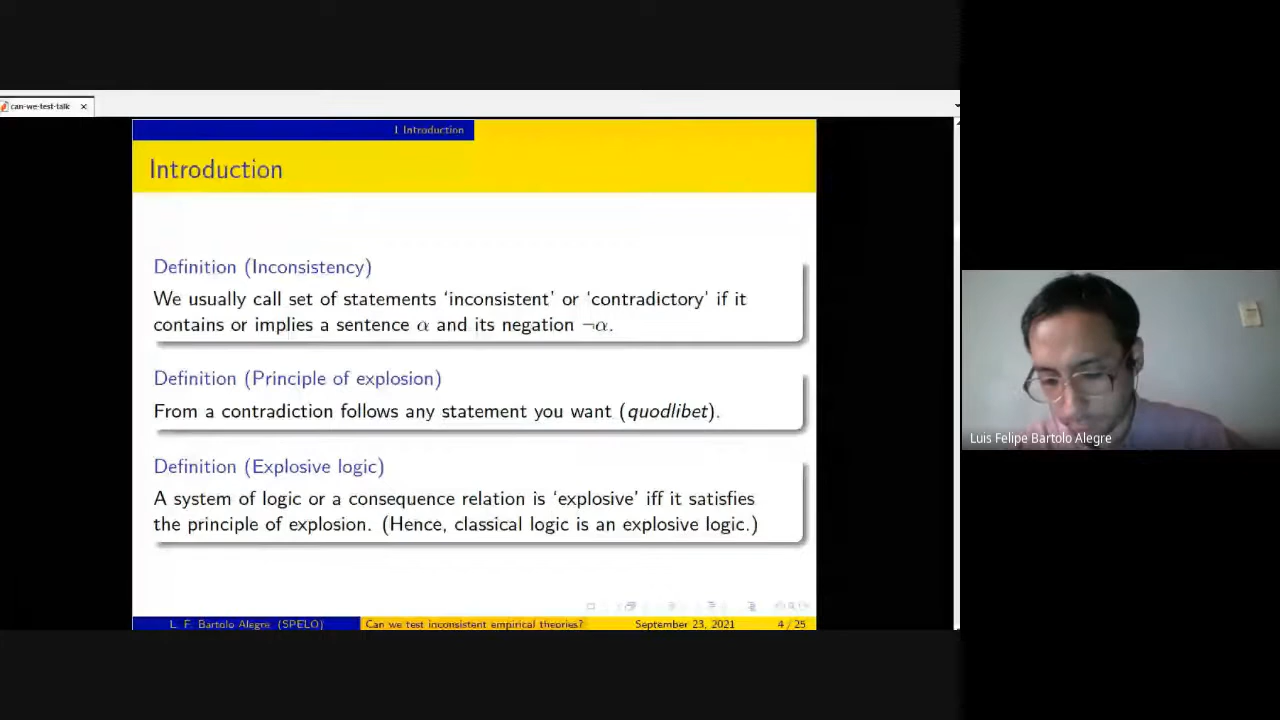 can-we-test-talk
I Introduction
Introduction
Definition (Inconsistency)
We usually call set of statements ‘inconsistent’ or ‘contradictory’ if it
contains or implies a sentence α and its negation ¬α.
Definition (Principle of explosion)
From a contradiction follows any statement you want (quodlibet).
Definition (Explosive logic)
A system of logic or a consequence relation is ‘explosive’ iff it satisfies
the principle of explosion. (Hence, classical logic is an explosive logic.)
Luis Felipe Bartolo Alegre
L. F. Bartolo Alegre (SPELO) Can we test inconsistent empirical theories? September 23, 2021 4 / 25